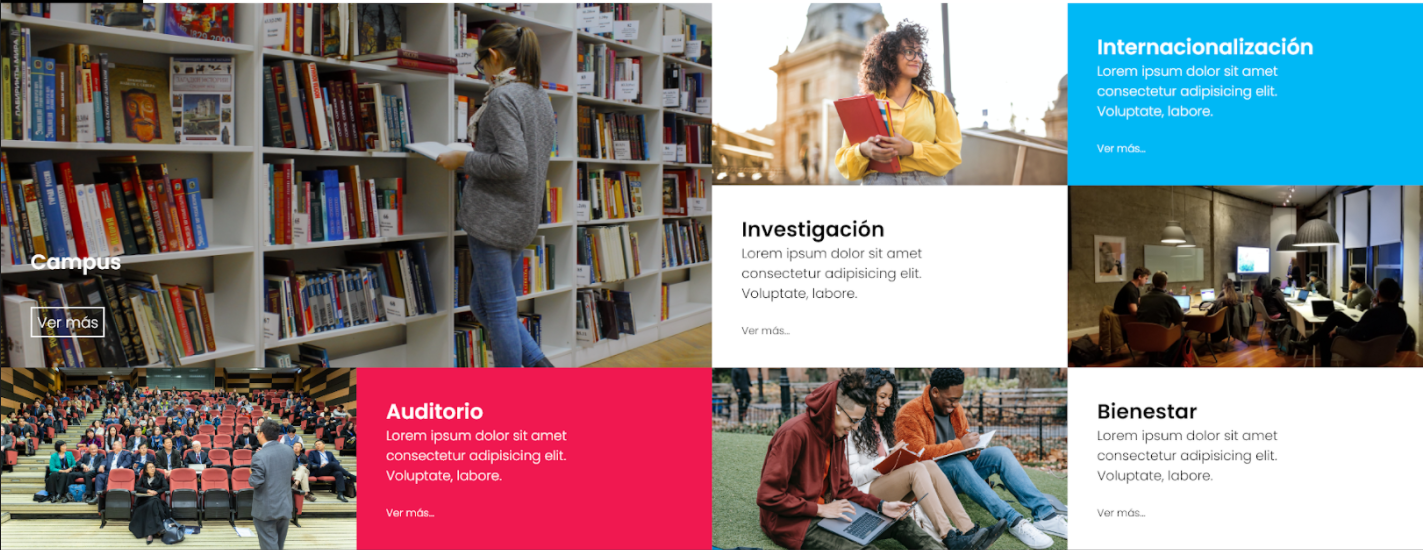 Campus
Ver más
Internacionalización
Lorem ipsum dolor sit amet
consectetur adipisicing elit.
Voluptate, labore.
Ver más...
Investigación
Lorem ipsum dolor sit amet
consectetur adipisicing elit.
Voluptate, labore.
Ver más...
Auditorio
Lorem ipsum dolor sit amet
consectetur adipisicing elit.
Voluptate, labore.
Ver más...
Bienestar
Lorem ipsum dolor sit amet
consectetur adipisicing elit.
Voluptate, labore.
Ver más...